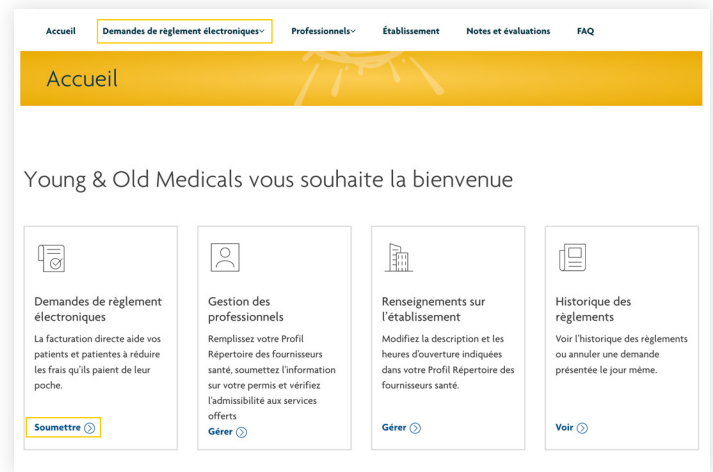 Accueil Demandes de règlement électroniques Professionnels Établissement Notes et évaluations FAQ
Accueil
Young & Old Medicals vous souhaite la bienvenue
Demandes de règlement
électroniques
La facturation directe aide vos
patients et patientes à réduire
les frais qu'ils paient de leur
poche.
Soumettre
Gestion des
professionnels
Remplissez votre Profil
Répertoire des fournisseurs
santé, soumettez l'information
sur votre permis et vérifiez
l'admissibilité aux services
offerts
Gérer
Renseignements sur
l'établissement
Modifiez la description et les
heures d'ouverture indiquées
dans votre Profil Répertoire des
fournisseurs santé.
Gérer
Historique des
règlements
Voir l'historique des règlements
ou annuler une demande
présentée le jour même.
Voir